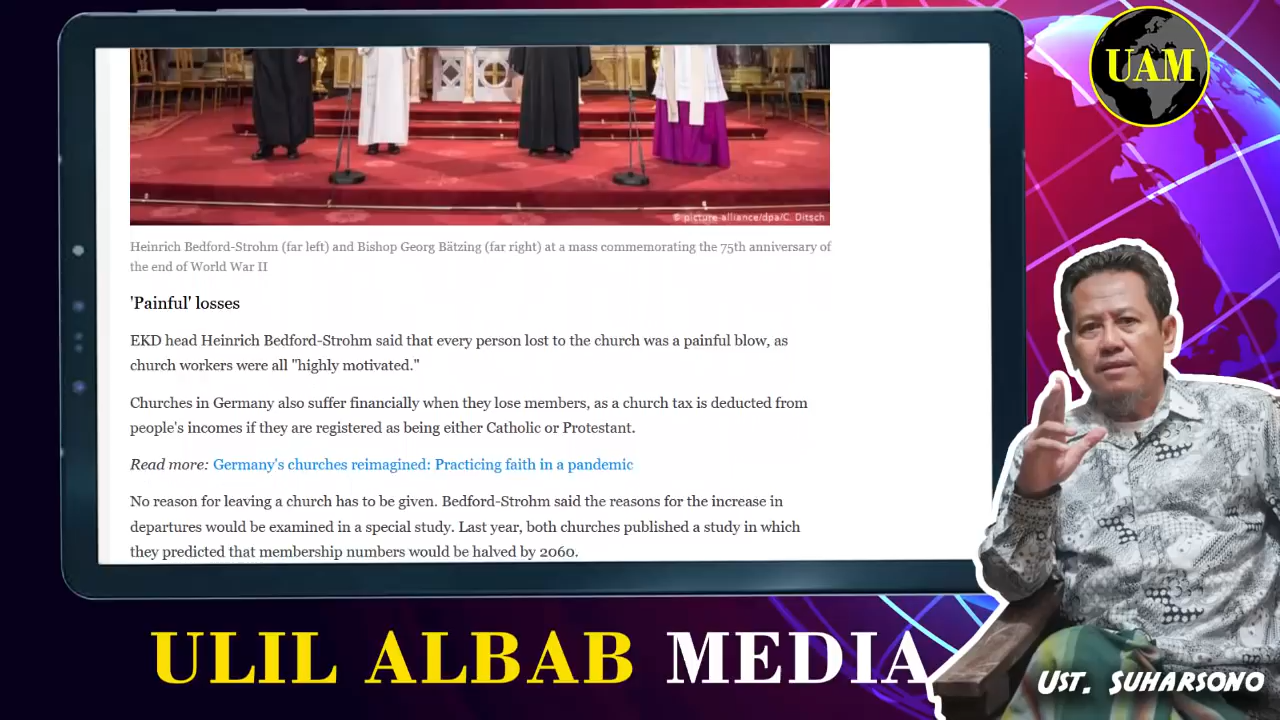 UAM
© picture-alliance/dpa/C. Ditsch
Heinrich Bedford-Strohm (far left) and Bishop Georg Bätzing (far right) at a mass commemorating the 75th anniversary of
the end of World War II
'Painful' losses
EKD head Heinrich Bedford-Strohm said that every person lost to the church was a painful blow, as
church workers were all "highly motivated."
Churches in Germany also suffer financially when they lose members, as a church tax is deducted from
people's incomes if they are registered as being either Catholic or Protestant.
Read more: Germany's churches reimagined: Practicing faith in a pandemic
No reason for leaving a church has to be given. Bedford-Strohm said the reasons for the increase in
departures would be examined in a special study. Last year, both churches published a study in which
they predicted that membership numbers would be halved by 2060.
ULIL ALBAB MEDIA
Ust. Suharsono